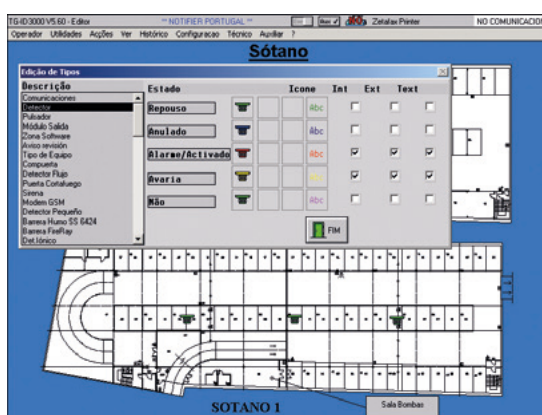 TG-ID3000 V5.60 - Editor
** NOTIFIER PORTUGAL **
Zetafax Printer
NO COMUNICACION
Operador Utilidades Acções Ver Histórico Configuracao Técnico Auxiliar ?
Sótano
Edição de Tipos
Descrição Estado Icone Int Ext Text
Comunicaciones
Detector
Pulsador
Módulo Salida
Zona Software
Aviso revisión
Tipo de Equipo
Compuerta
Detector Flujo
Puerta Cortafuego
Sirena
Modem GSM
Detector Pequeño
Barrera Humo SS 6424
Barrera FireRay
Det.Iónico
Repouso Abc
Anulado Abc
Alarme/Activado Abc
Avaria
Não Abc
FIM
SOTANO 1
Sala Bombas